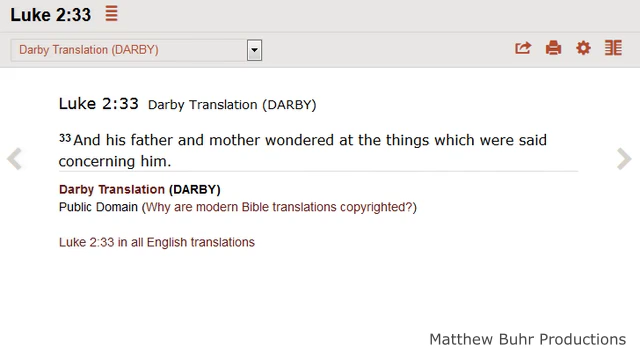 Luke 2:33
Darby Translation (DARBY)
Luke 2:33 Darby Translation (DARBY)
33 And his father and mother wondered at the things which were said
concerning him.
Darby Translation (DARBY)
Public Domain (Why are modern Bible translations copyrighted?)
Luke 2:33 in all English translations
Matthew Buhr Productions